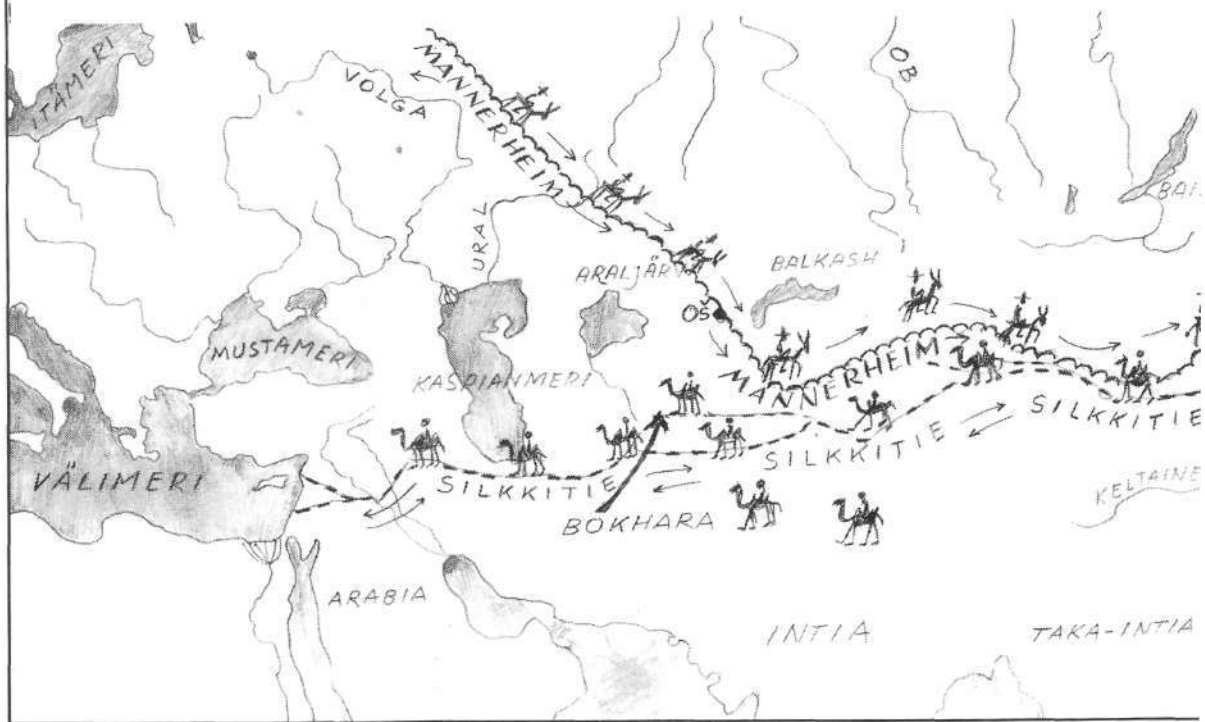 ITÄMERI
VOLGA
MANNERHEIM
OB
BAI
URAL
ARALJÄRVI
BALKASH
OŠ
MUSTAMERI
KASPIANMERI
MANNERHEIM
SILKKITIE
SILKKITIE
VÄLIMERI
SILKKITIE
KELTAINE
BOKHARA
ARABIA
INTIA
TAKA-INTIA